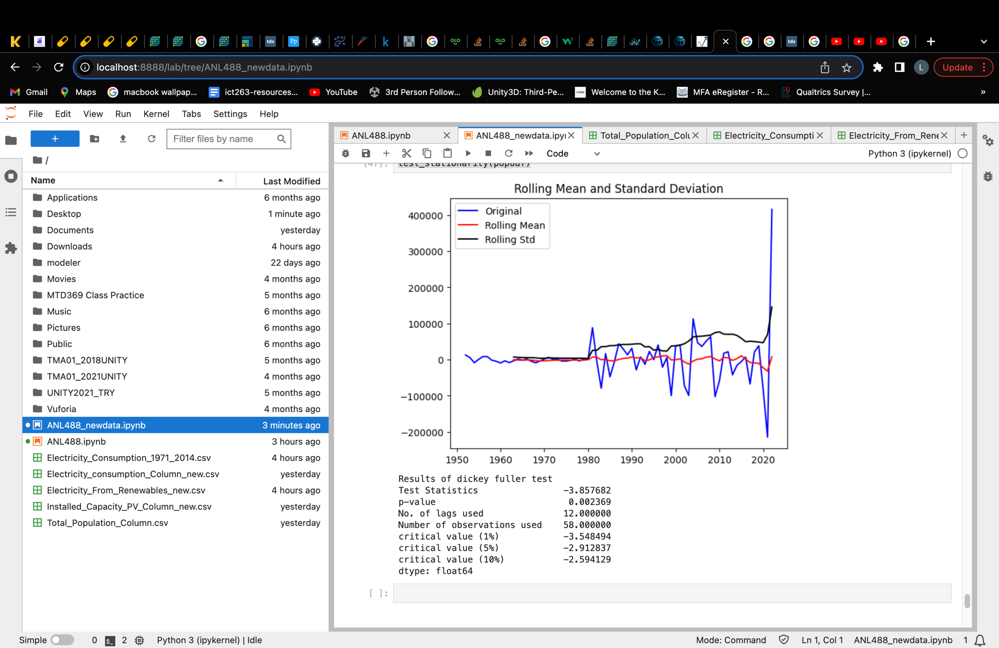 localhost:8888/lab/tree/ANL488_newdata.ipynb
L
Update
Gmail
Maps
macbook wallpap...
ict263-resources...
YouTube
3rd Person Follow...
Unity3D: Third-Pe...
Welcome to the K...
MFA eRegister - R...
Qualtrics Survey |...
»
File Edit View Run Kernel Tabs Settings Help
Filter files by name
/
Name Last Modified
Applications 6 months ago
Desktop 1 minute ago
Documents yesterday
Downloads 4 hours ago
modeler 22 days ago
Movies 4 months ago
MTD369 Class Practice 5 months ago
Music 6 months ago
Pictures 6 months ago
Public 6 months ago
TMA01_2018UNITY 5 months ago
TMA01_2021UNITY 4 months ago
UNITY2021_TRY 5 months ago
Vuforia 4 months ago
ANL488_newdata.ipynb 3 minutes ago
ANL488.ipynb 3 hours ago
Electricity_Consumption_1971_2014.csv 4 hours ago
Electricity_consumption_Column_new.csv yesterday
Electricity_From_Renewables_new.csv 4 hours ago
Installed_Capacity_PV_Column_new.csv yesterday
Total_Population_Column.csv yesterday
ANL488.ipynb
ANL488_newdata.ipyn
Total_Population_Colu
Electricity_Consumpti
Electricity_From_Rene
Code
Python 3 (ipykernel)
[47]: test_stationarity(popudf)
Rolling Mean and Standard Deviation
Original
Rolling Mean
Rolling Std
400000
300000
200000
100000
0
−100000
−200000
1950 1960 1970 1980 1990 2000 2010 2020
Results of dickey fuller test
Test Statistics -3.857682
p-value 0.002369
No. of lags used 12.000000
Number of observations used 58.000000
critical value (1%) -3.548494
critical value (5%) -2.912837
critical value (10%) -2.594129
dtype: float64
[ ]:
Simple 0 2 Python 3 (ipykernel) | Idle
Mode: Command Ln 1, Col 1 ANL488_newdata.ipynb 1